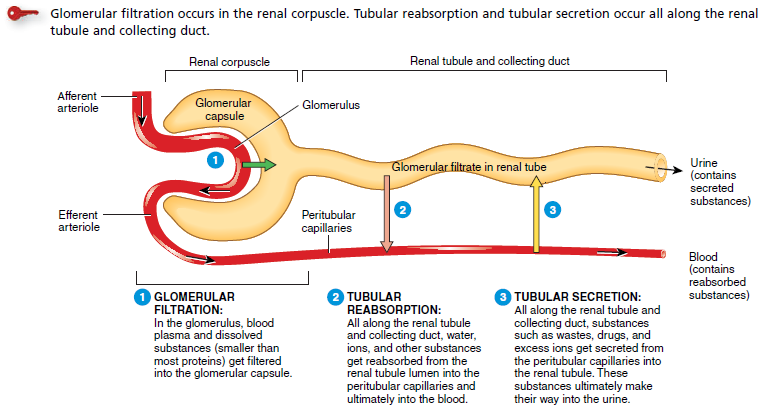 Glomerular filtration occurs in the renal corpuscle. Tubular reabsorption and tubular secretion occur all along the renal
tubule and collecting duct.
Renal corpuscle
Renal tubule and collecting duct
Afferent
arteriole
Glomerular
capsule
Glomerulus
1
Glomerular filtrate in renal tube
Urine
(contains
secreted
substances)
Efferent
arteriole
Peritubular
capillaries
2
3
Blood
(contains
reabsorbed
substances)
1 GLOMERULAR
FILTRATION:
In the glomerulus, blood
plasma and dissolved
substances (smaller than
most proteins) get filtered
into the glomerular capsule.
2 TUBULAR
REABSORPTION:
All along the renal tubule
and collecting duct, water,
ions, and other substances
get reabsorbed from the
renal tubule lumen into the
peritubular capillaries and
ultimately into the blood.
3 TUBULAR SECRETION:
All along the renal tubule and
collecting duct, substances
such as wastes, drugs, and
excess ions get secreted from
the peritubular capillaries into
the renal tubule. These
substances ultimately make
their way into the urine.